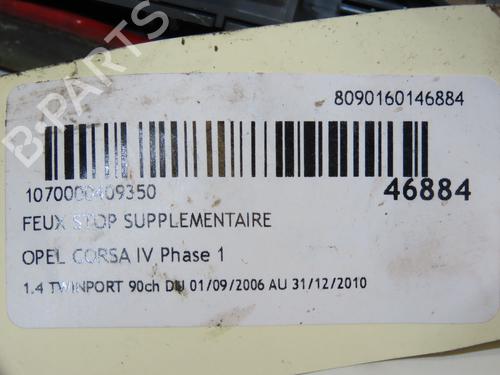 8090160146884
1070000409350 46884
FEUX STOP SUPPLEMENTAIRE
OPEL CORSA IV Phase 1
1.4 TWINPORT 90ch DU 01/09/2006 AU 31/12/2010
B-PARTS